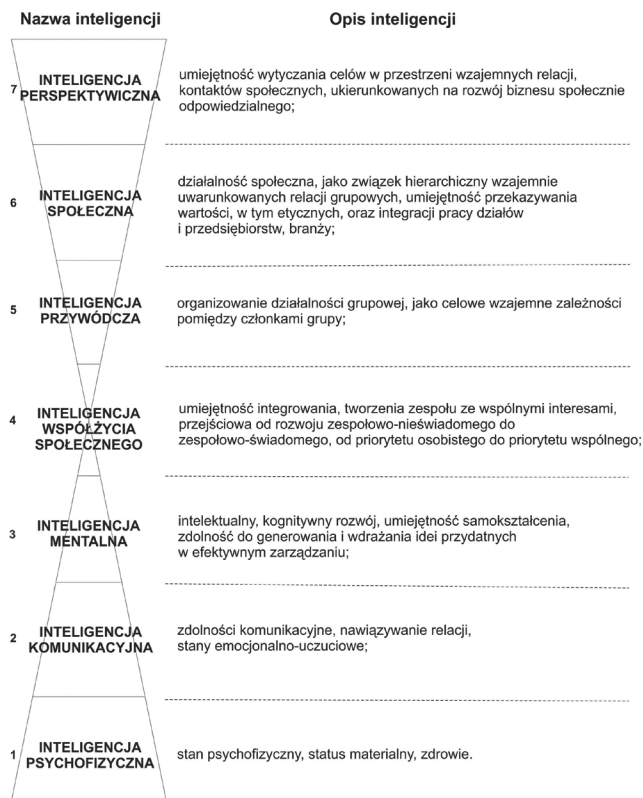 Nazwa inteligencji
Opis inteligencji
7
INTELIGENCJA
PERSPEKTYWICZNA
umiejętność wytyczania celów w przestrzeni wzajemnych relacji,
kontaktów społecznych, ukierunkowanych na rozwój biznesu społecznie
odpowiedzialnego;
6
INTELIGENCJA
SPOŁECZNA
działalność społeczna, jako związek hierarchiczny wzajemnie
uwarunkowanych relacji grupowych, umiejętność przekazywania
wartości, w tym etycznych, oraz integracji pracy działów
i przedsiębiorstw, branży;
5
INTELIGENCJA
PRZYWÓDCZA
organizowanie działalności grupowej, jako celowe wzajemne zależności
pomiędzy członkami grupy;
4
INTELIGENCJA
WSPÓŁŻYCIA
SPOŁECZNEGO
umiejętność integrowania, tworzenia zespołu ze wspólnymi interesami,
przejściowa od rozwoju zespołowo-nieświadomego do
zespołowo-świadomego, od priorytetu osobistego do priorytetu wspólnego;
3
INTELIGENCJA
MENTALNA
intelektualny, kognitywny rozwój, umiejętność samokształcenia,
zdolność do generowania i wdrażania idei przydatnych
w efektywnym zarządzaniu;
2
INTELIGENCJA
KOMUNIKACYJNA
zdolności komunikacyjne, nawiązywanie relacji,
stany emocjonalno-uczuciowe;
1
INTELIGENCJA
PSYCHOFIZYCZNA
stan psychofizyczny, status materialny, zdrowie.